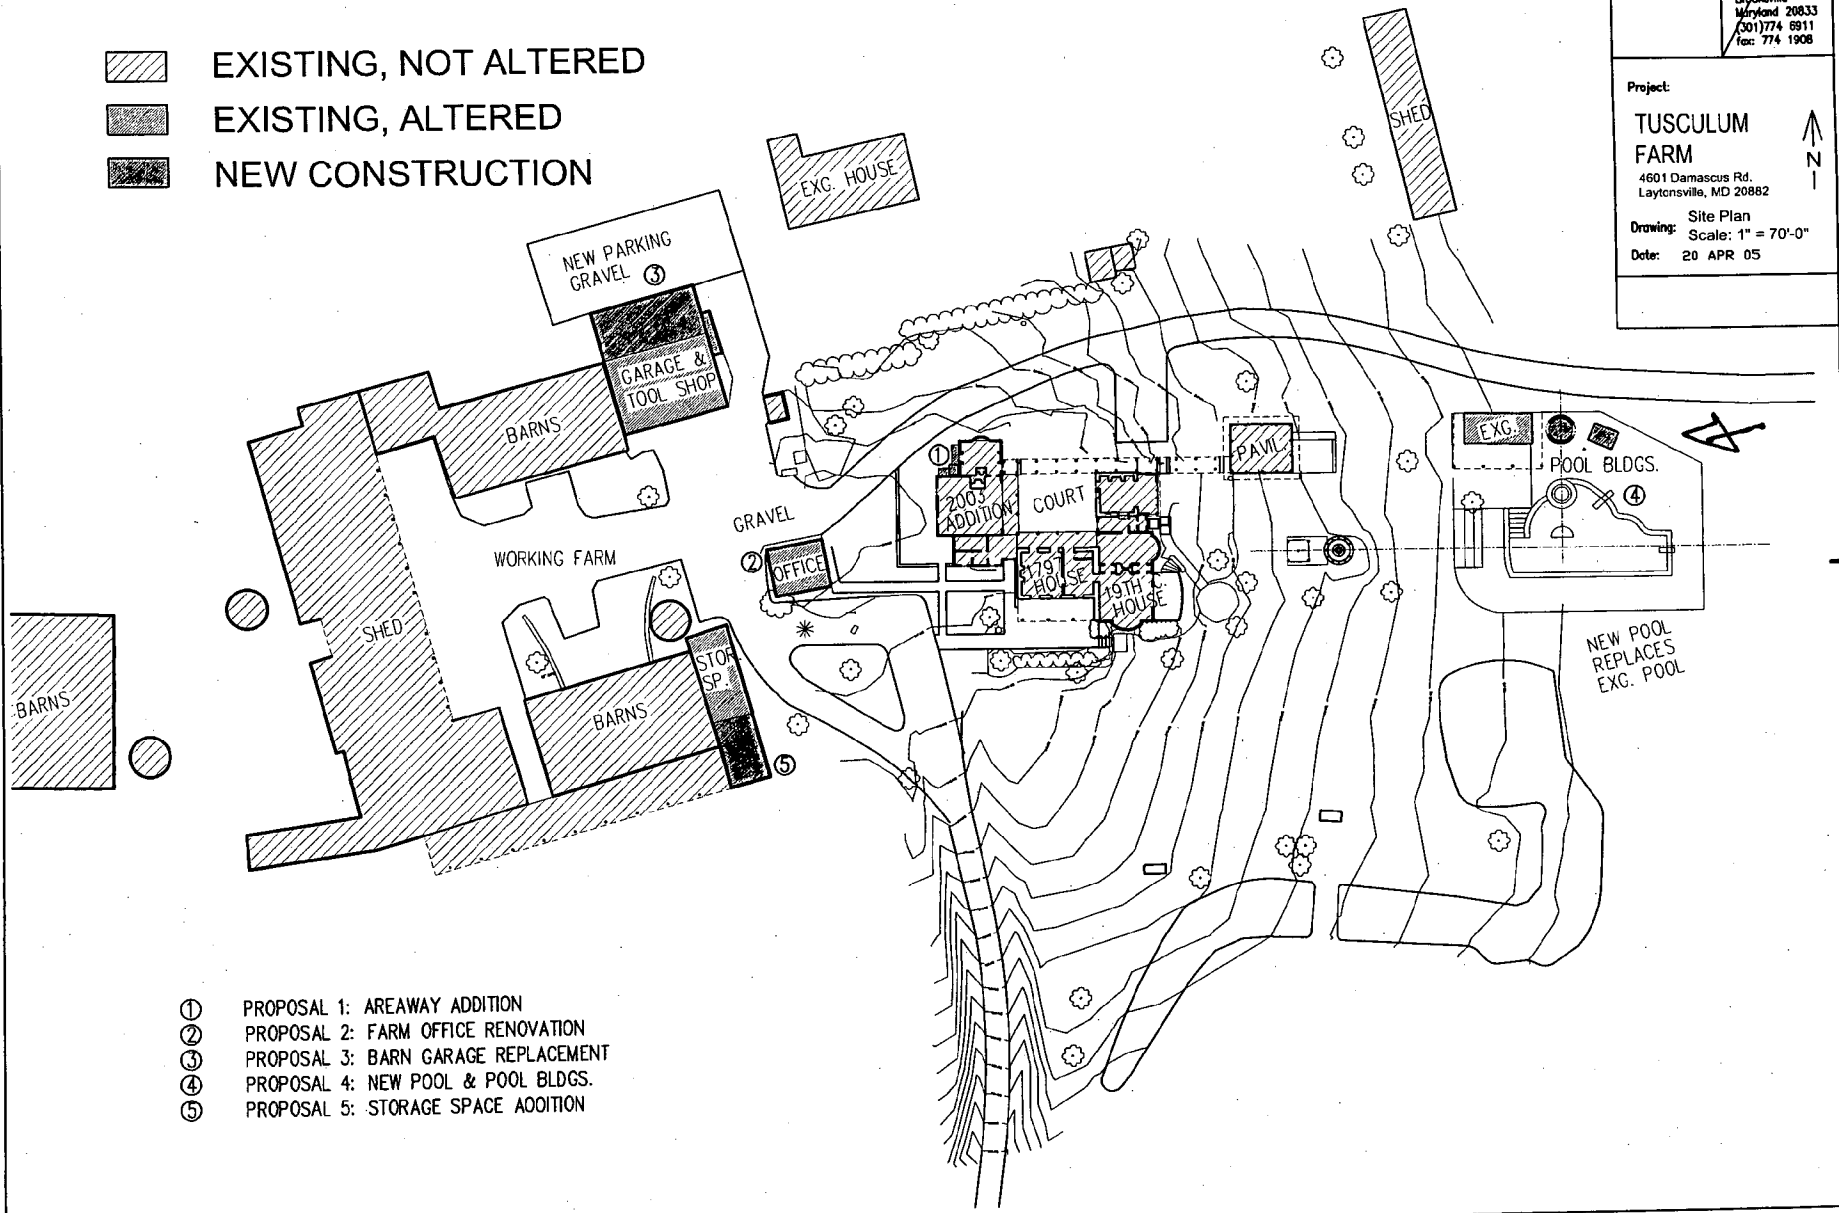 EXISTING, NOT ALTERED
EXISTING, ALTERED
NEW CONSTRUCTION
Maryland 20833
(301)774 6911
fax: 774 1908
Project:
TUSCULUM
FARM
4601 Damascus Rd.
Laytonsville, MD 20882
N
Drawing: Site Plan
Scale: 1" = 70'-0"
Date: 20 APR 05
SHED
EXG. HOUSE
NEW PARKING
GRAVEL ③
GARAGE &
TOOL SHOP
BARNS
①
2003
ADDITION
COURT
PAVIL.
EXG.
POOL BLDGS.
④
GRAVEL
WORKING FARM
② OFFICE
179
HOUSE
19TH
HOUSE
SHED
STOR.
SP.
BARNS
BARNS
⑤
NEW POOL
REPLACES
EXG. POOL
① PROPOSAL 1: AREAWAY ADDITION
② PROPOSAL 2: FARM OFFICE RENOVATION
③ PROPOSAL 3: BARN GARAGE REPLACEMENT
④ PROPOSAL 4: NEW POOL & POOL BLDGS.
⑤ PROPOSAL 5: STORAGE SPACE ADDITION